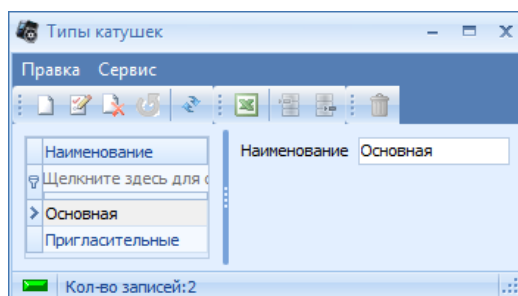 Типы катушек
Правка Сервис
Наименование
Наименование Основная
Щелкните здесь для
Основная
Пригласительные
Кол-во записей:2